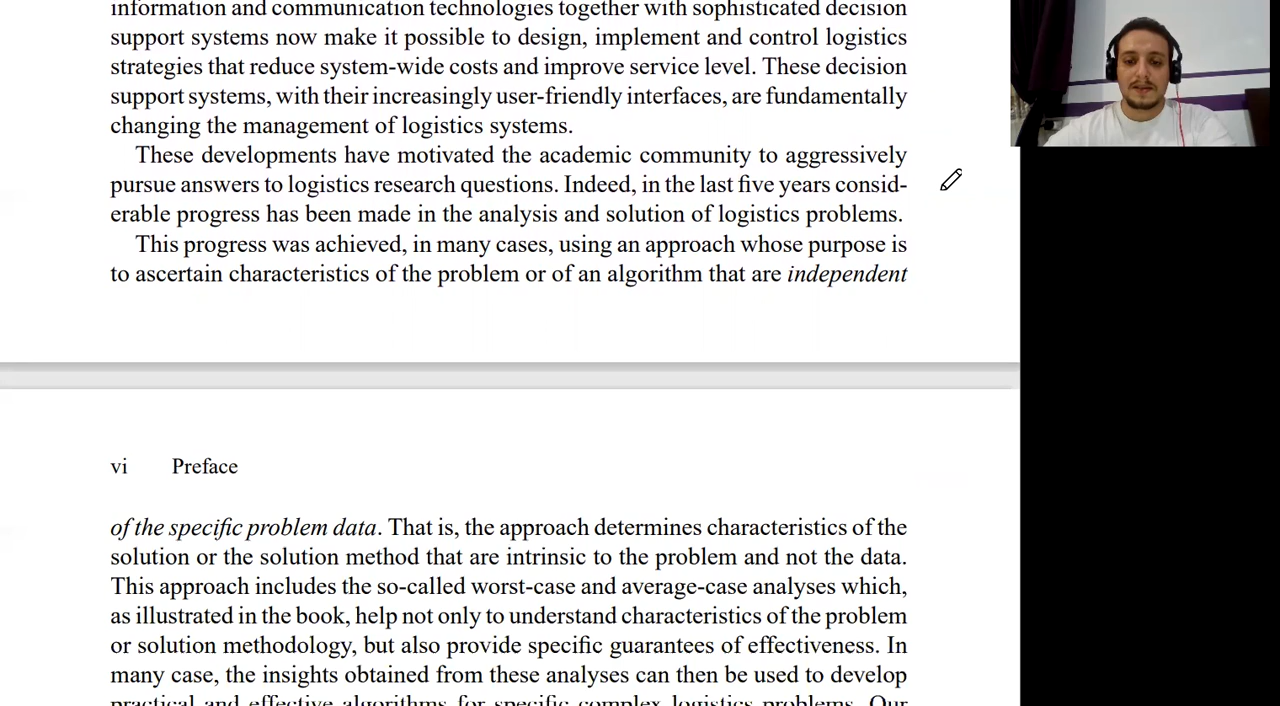 information and communication technologies together with sophisticated decision
support systems now make it possible to design, implement and control logistics
strategies that reduce system-wide costs and improve service level. These decision
support systems, with their increasingly user-friendly interfaces, are fundamentally
changing the management of logistics systems.
These developments have motivated the academic community to aggressively
pursue answers to logistics research questions. Indeed, in the last five years consid-
erable progress has been made in the analysis and solution of logistics problems.
This progress was achieved, in many cases, using an approach whose purpose is
to ascertain characteristics of the problem or of an algorithm that are independent
vi Preface
of the specific problem data. That is, the approach determines characteristics of the
solution or the solution method that are intrinsic to the problem and not the data.
This approach includes the so-called worst-case and average-case analyses which,
as illustrated in the book, help not only to understand characteristics of the problem
or solution methodology, but also provide specific guarantees of effectiveness. In
many case, the insights obtained from these analyses can then be used to develop
practical and effective algorithms for specific complex logistics problems. Our